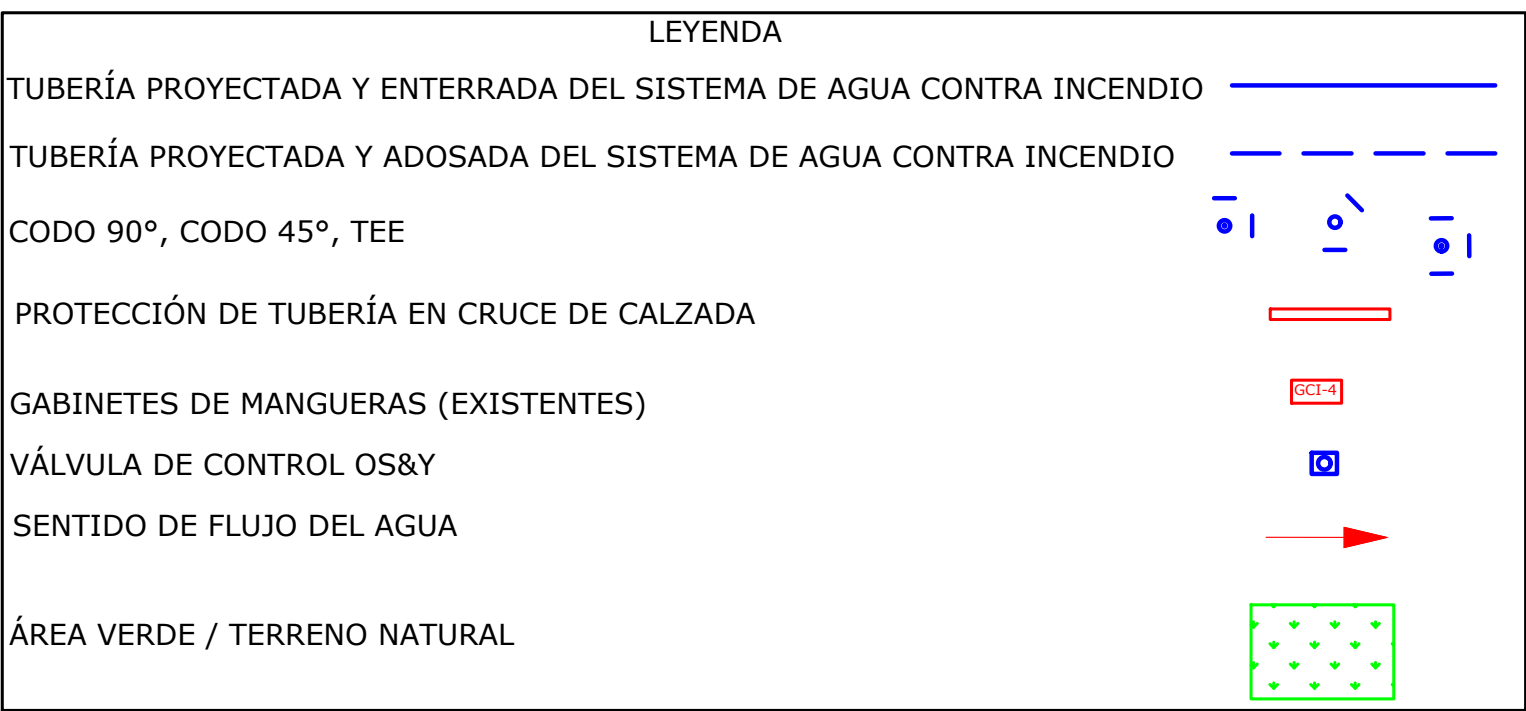 LEYENDA
TUBERÍA PROYECTADA Y ENTERRADA DEL SISTEMA DE AGUA CONTRA INCENDIO
TUBERÍA PROYECTADA Y ADOSADA DEL SISTEMA DE AGUA CONTRA INCENDIO
CODO 90°, CODO 45°, TEE
PROTECCIÓN DE TUBERÍA EN CRUCE DE CALZADA
GABINETES DE MANGUERAS (EXISTENTES)
GCI-4
VÁLVULA DE CONTROL OS&Y
SENTIDO DE FLUJO DEL AGUA
ÁREA VERDE / TERRENO NATURAL